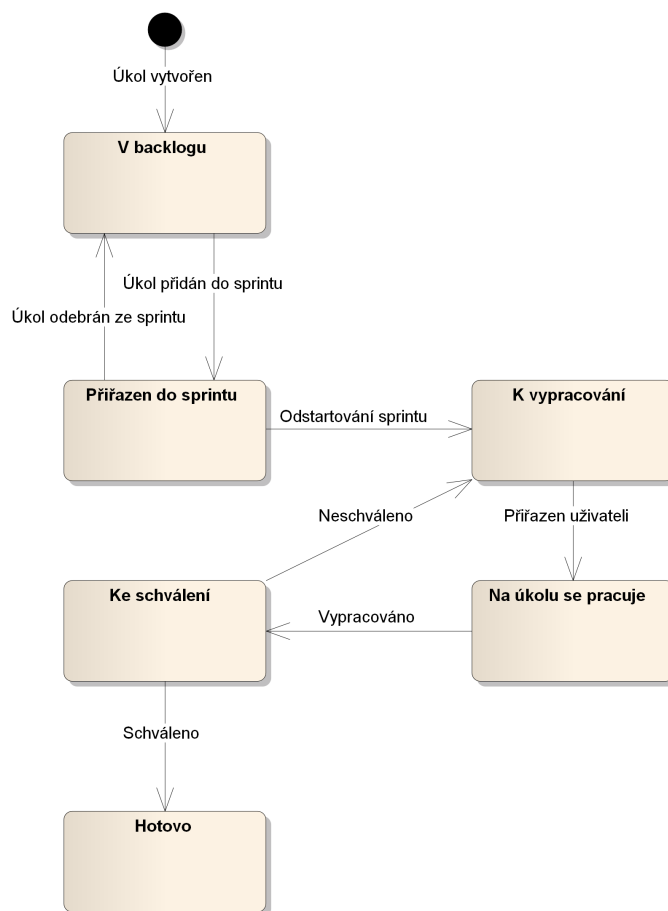 Úkol vytvořen
V backlogu
Úkol přidán do sprintu
Úkol odebrán ze sprintu
Přiřazen do sprintu
Odstartování sprintu
K vypracování
Neschváleno
Přiřazen uživateli
Ke schválení
Vypracováno
Na úkolu se pracuje
Schváleno
Hotovo